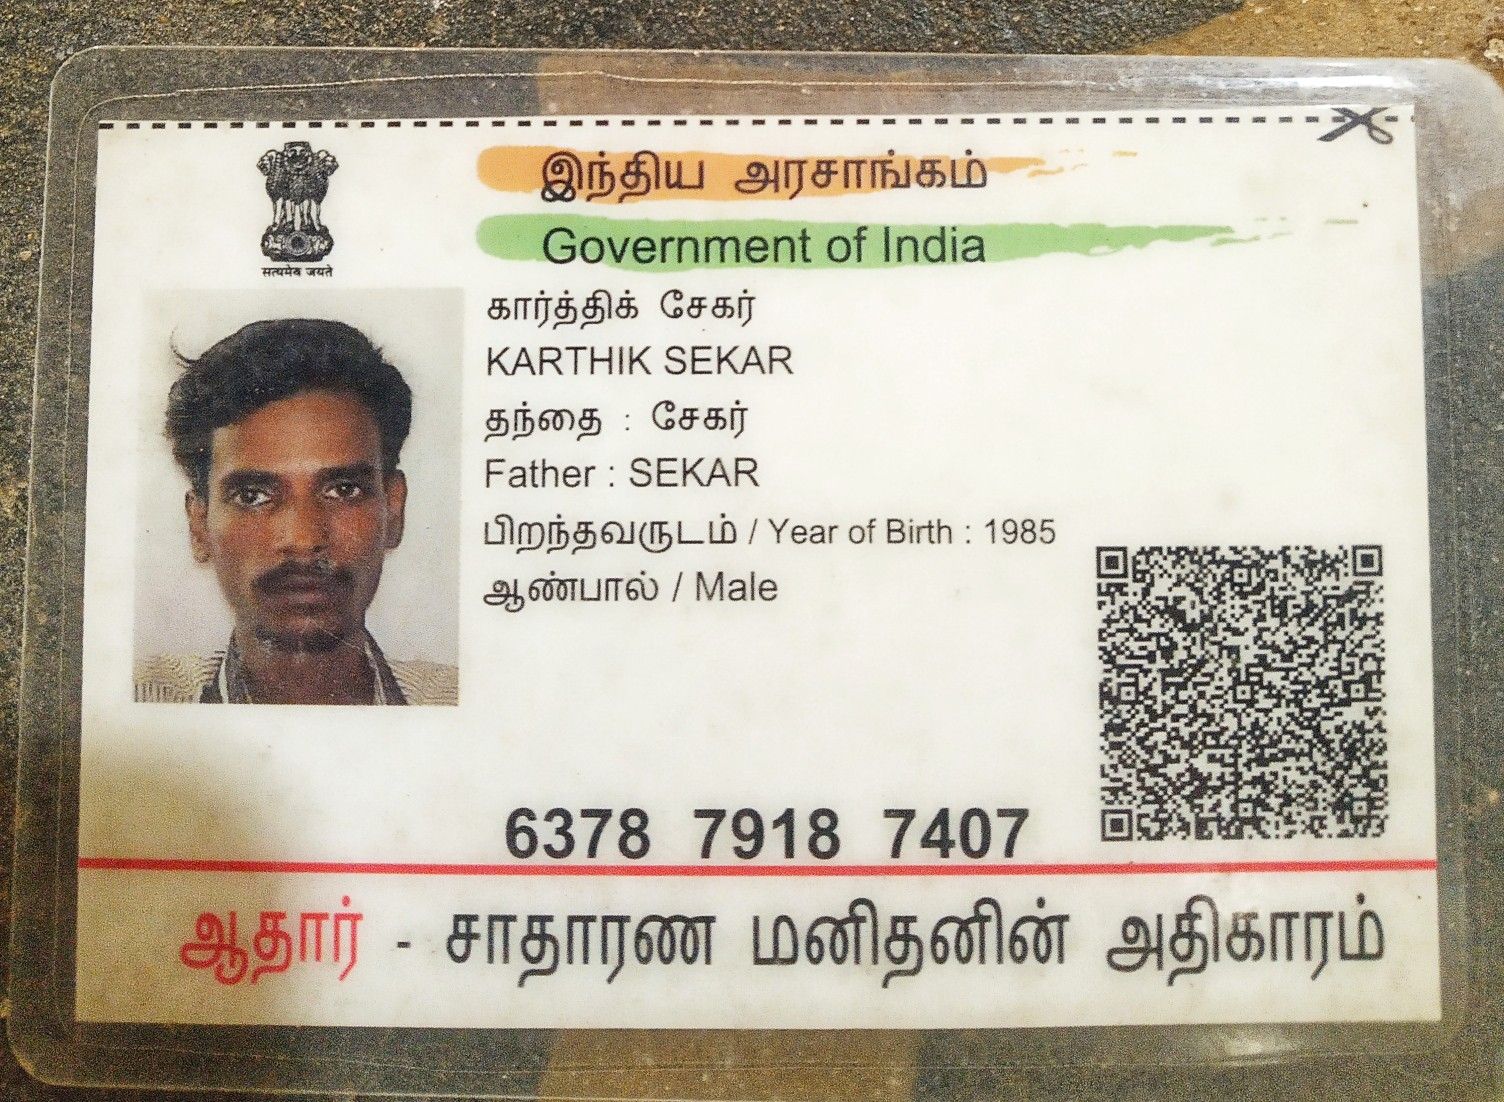 सत्यमेव जयते
இந்திய அரசாங்கம்
Government of India
கார்த்திக் சேகர்
KARTHIK SEKAR
தந்தை : சேகர்
Father : SEKAR
பிறந்தவருடம் / Year of Birth : 1985
ஆண்பால் / Male
6378 7918 7407
ஆதார் - சாதாரண மனிதனின் அதிகாரம்